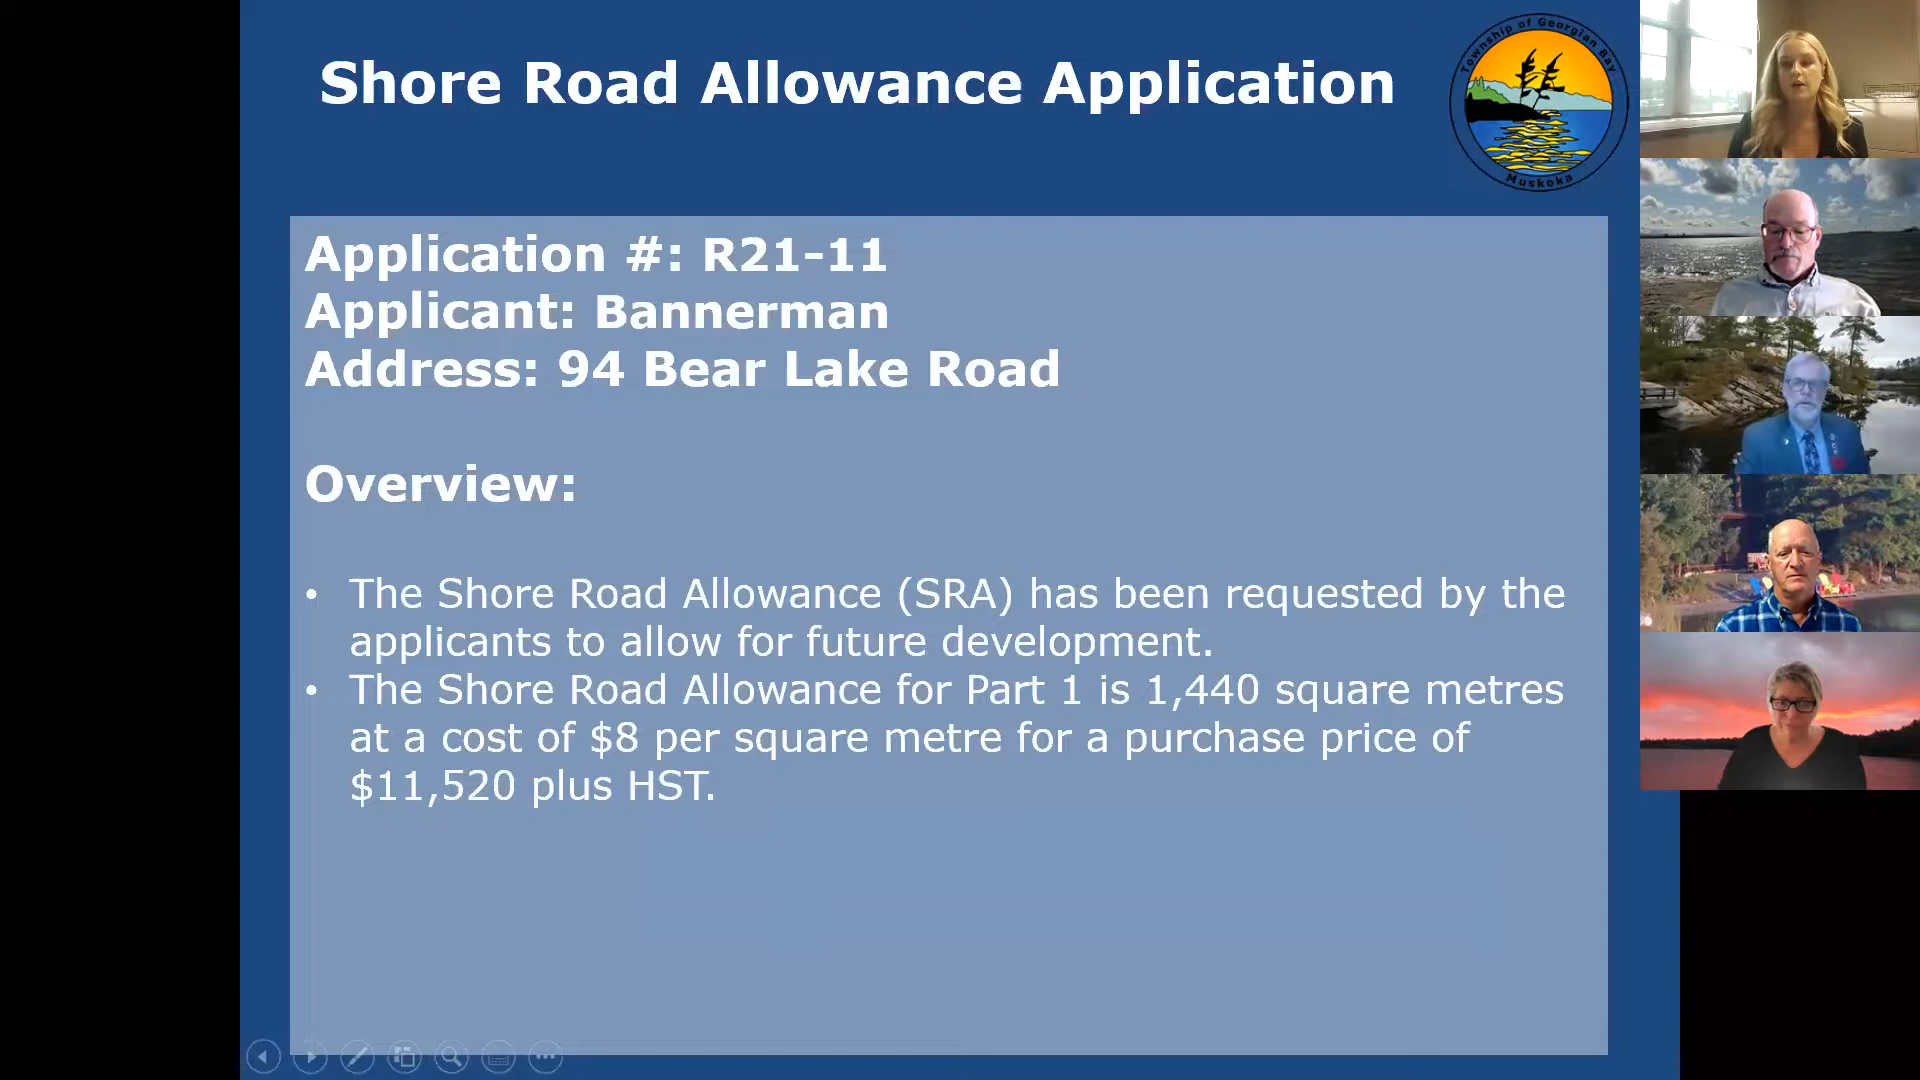 Shore Road Allowance Application
Township of Georgian Bay
Muskoka
Application #: R21-11
Applicant: Bannerman
Address: 94 Bear Lake Road
Overview:
• The Shore Road Allowance (SRA) has been requested by the
applicants to allow for future development.
• The Shore Road Allowance for Part 1 is 1,440 square metres
at a cost of $8 per square metre for a purchase price of
$11,520 plus HST.